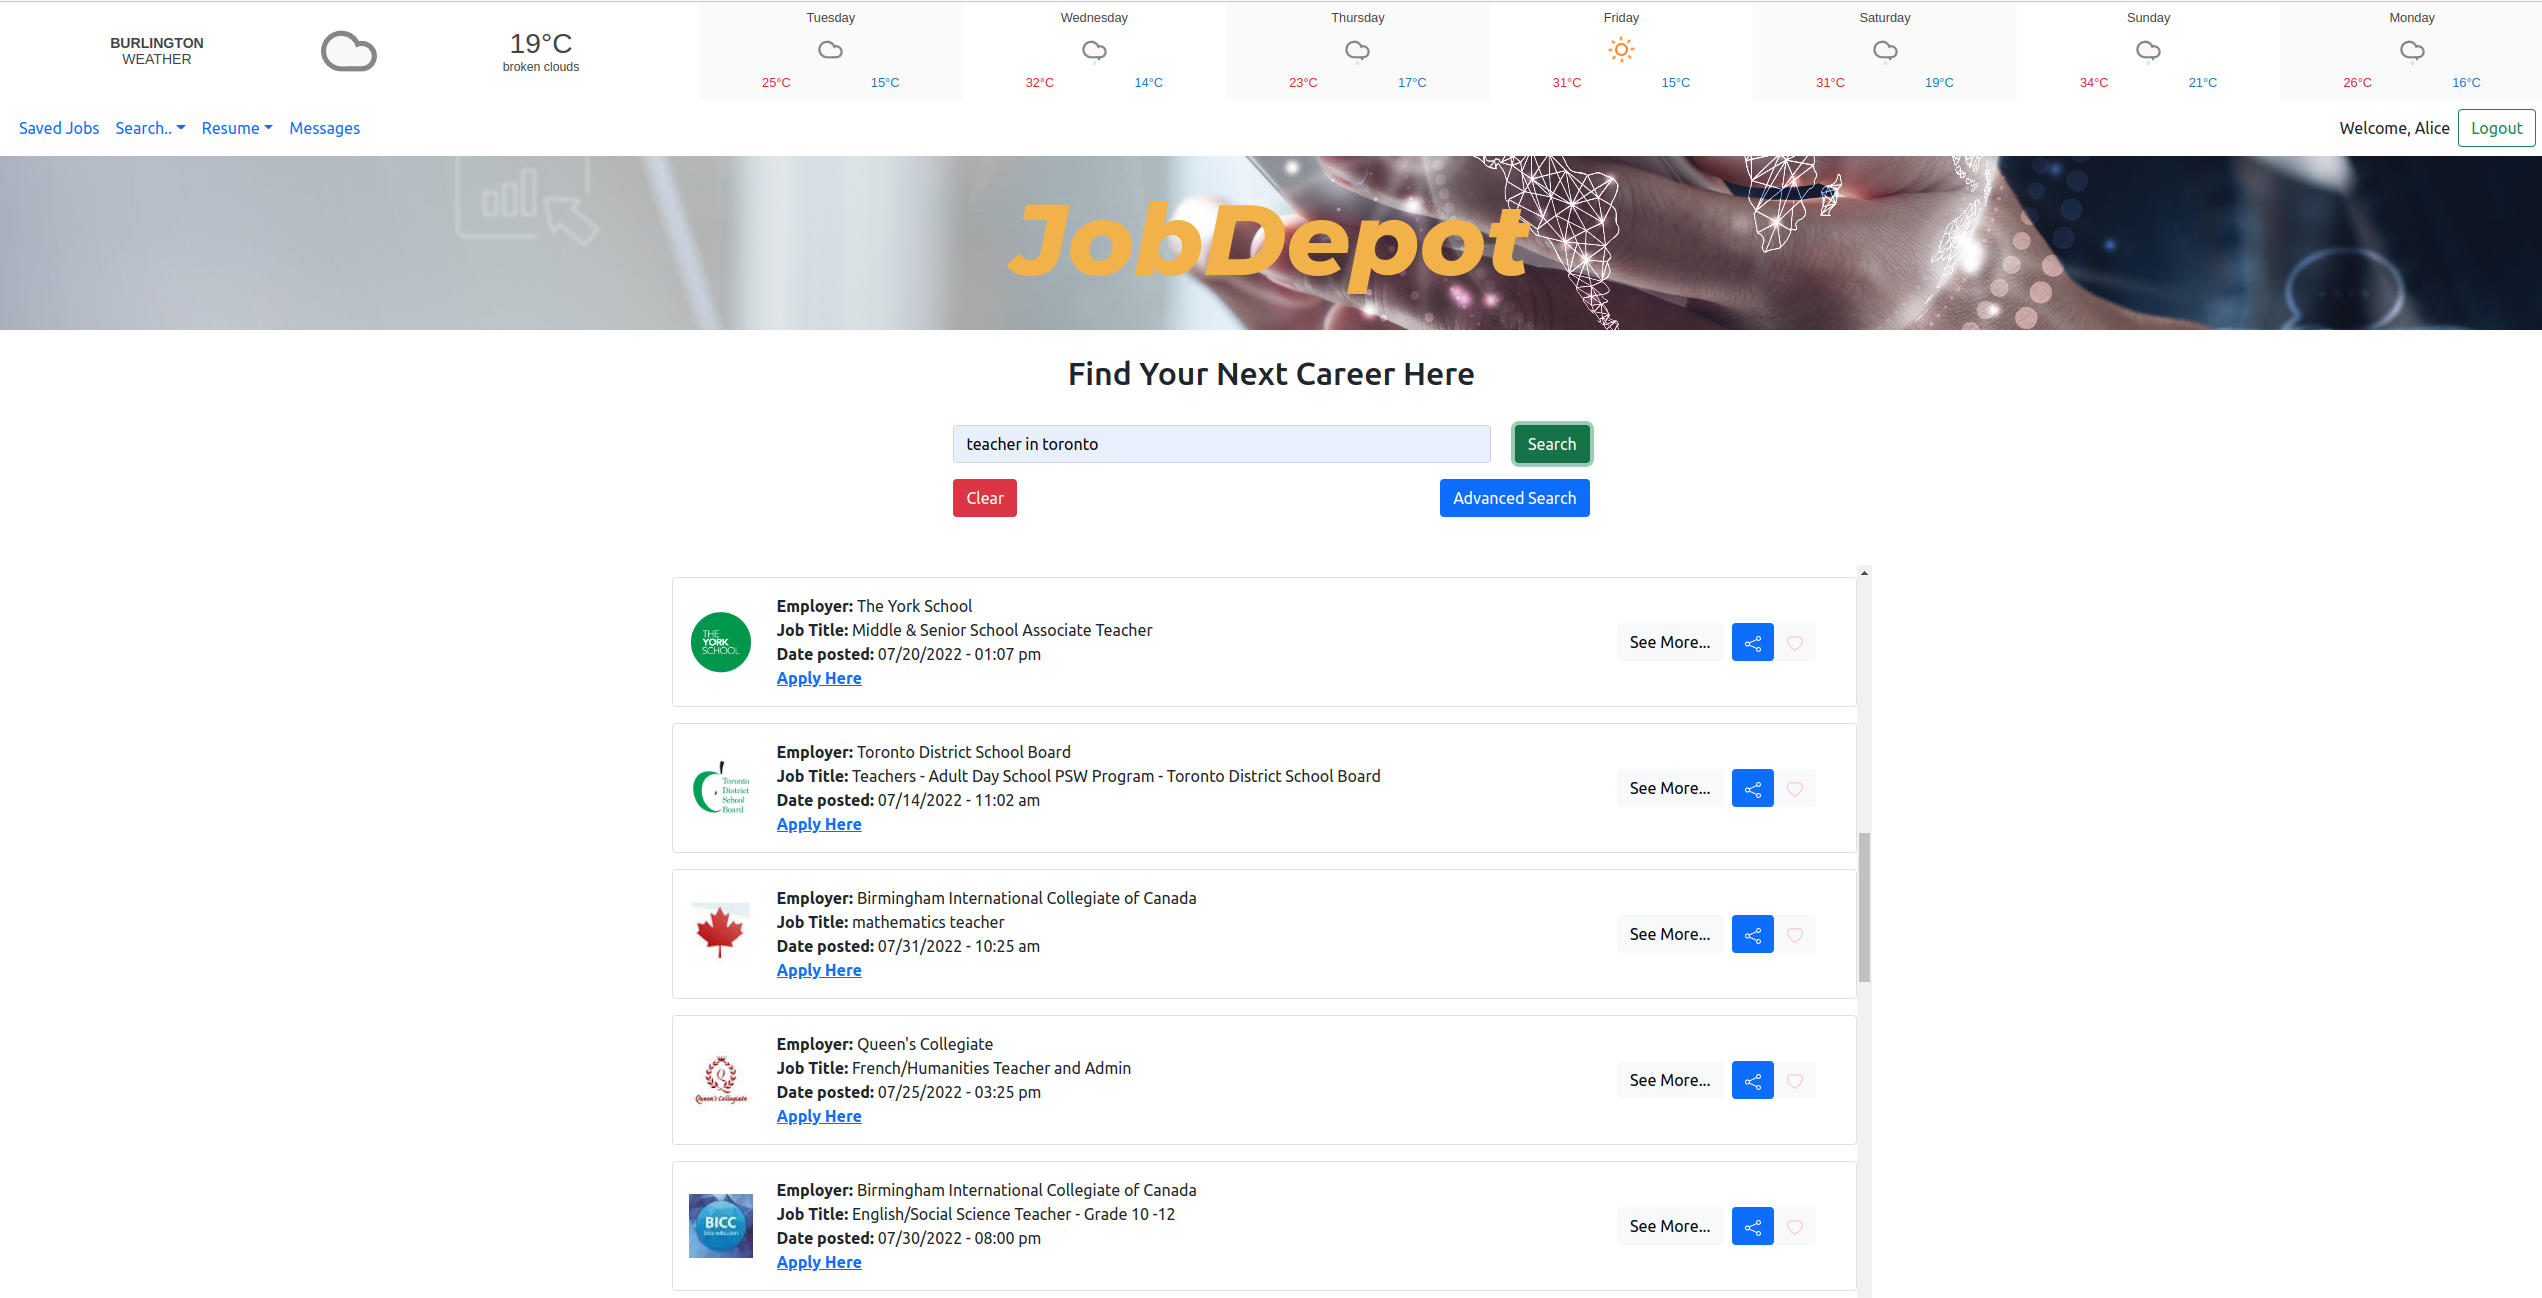 BURLINGTON
WEATHER
19°C
broken clouds
Tuesday
25°C 15°C
Wednesday
32°C 14°C
Thursday
23°C 17°C
Friday
31°C 15°C
Saturday
31°C 19°C
Sunday
34°C 21°C
Monday
26°C 16°C
Saved Jobs Search.. Resume Messages
Welcome, Alice Logout
JobDepot
Find Your Next Career Here
teacher in toronto Search
Clear Advanced Search
THE
YORK
SCHOOL
Employer: The York School
Job Title: Middle & Senior School Associate Teacher
Date posted: 07/20/2022 - 01:07 pm
Apply Here
See More...
Toronto
District
School
Board
Employer: Toronto District School Board
Job Title: Teachers - Adult Day School PSW Program - Toronto District School Board
Date posted: 07/14/2022 - 11:02 am
Apply Here
See More...
Employer: Birmingham International Collegiate of Canada
Job Title: mathematics teacher
Date posted: 07/31/2022 - 10:25 am
Apply Here
See More...
Q
Queen's Collegiate
Employer: Queen's Collegiate
Job Title: French/Humanities Teacher and Admin
Date posted: 07/25/2022 - 03:25 pm
Apply Here
See More...
BICC
Employer: Birmingham International Collegiate of Canada
Job Title: English/Social Science Teacher - Grade 10 -12
Date posted: 07/30/2022 - 08:00 pm
Apply Here
See More...